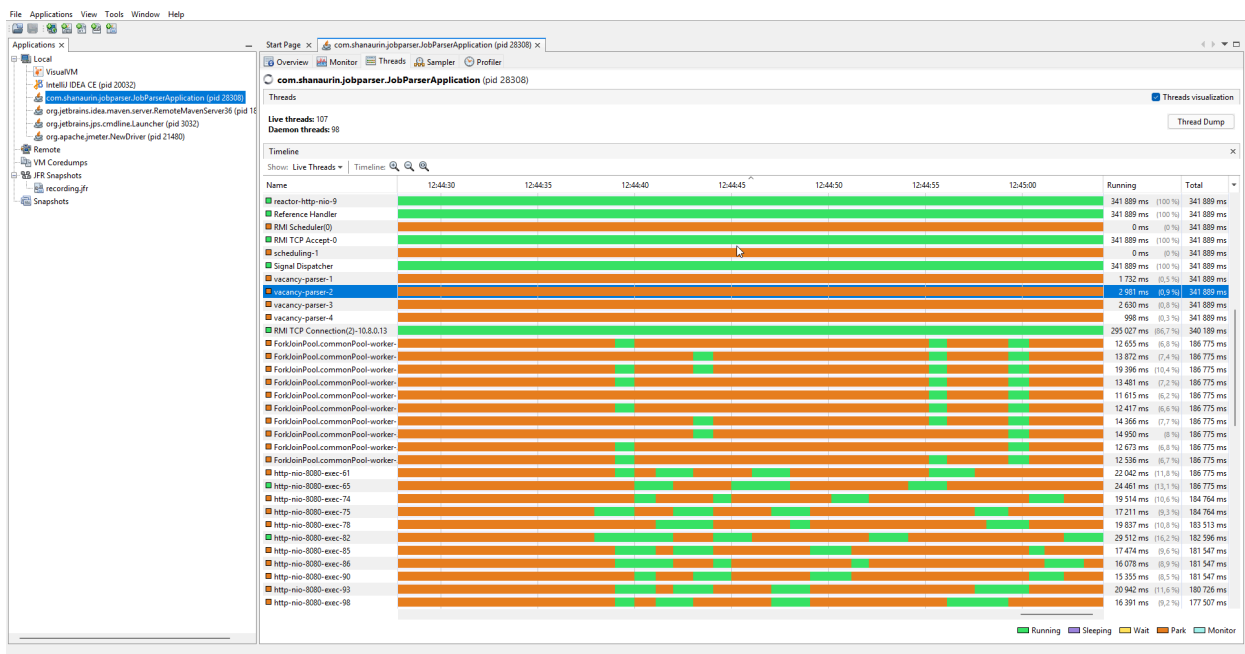 File Applications View Tools Window Help
Applications × Start Page × com.shanaurin.jobparser.JobParserApplication (pid 28308) ×
Local
VisualVM
IntelliJ IDEA CE (pid 20032)
com.shanaurin.jobparser.JobParserApplication (pid 28308)
org.jetbrains.idea.maven.server.RemoteMavenServer36 (pid 18
org.jetbrains.jps.cmdline.Launcher (pid 3032)
org.apache.jmeter.NewDriver (pid 21480)
Remote
VM Coredumps
JFR Snapshots
recording.jfr
Snapshots
Overview Monitor Threads Sampler Profiler
com.shanaurin.jobparser.JobParserApplication (pid 28308)
Threads Threads visualization
Live threads: 107
Daemon threads: 98
Thread Dump
Timeline ×
Show: Live Threads Timeline:
Name 12:44:30 12:44:35 12:44:40 12:44:45 12:44:50 12:44:55 12:45:00 Running Total
reactor-http-nio-9 341 889 ms (100 %) 341 889 ms
Reference Handler 341 889 ms (100 %) 341 889 ms
RMI Scheduler(0) 0 ms (0 %) 341 889 ms
RMI TCP Accept-0 341 889 ms (100 %) 341 889 ms
scheduling-1 0 ms (0 %) 341 889 ms
Signal Dispatcher 341 889 ms (100 %) 341 889 ms
vacancy-parser-1 1 732 ms (0,5 %) 341 889 ms
vacancy-parser-2 2 981 ms (0,9 %) 341 889 ms
vacancy-parser-3 2 630 ms (0,8 %) 341 889 ms
vacancy-parser-4 998 ms (0,3 %) 341 889 ms
RMI TCP Connection(2)-10.8.0.13 295 027 ms (86,7 %) 340 189 ms
ForkJoinPool.commonPool-worker- 12 655 ms (6,8 %) 186 775 ms
ForkJoinPool.commonPool-worker- 13 872 ms (7,4 %) 186 775 ms
ForkJoinPool.commonPool-worker- 19 396 ms (10,4 %) 186 775 ms
ForkJoinPool.commonPool-worker- 13 481 ms (7,2 %) 186 775 ms
ForkJoinPool.commonPool-worker- 11 615 ms (6,2 %) 186 775 ms
ForkJoinPool.commonPool-worker- 12 417 ms (6,6 %) 186 775 ms
ForkJoinPool.commonPool-worker- 14 366 ms (7,7 %) 186 775 ms
ForkJoinPool.commonPool-worker- 14 950 ms (8 %) 186 775 ms
ForkJoinPool.commonPool-worker- 12 673 ms (6,8 %) 186 775 ms
ForkJoinPool.commonPool-worker- 12 536 ms (6,7 %) 186 775 ms
http-nio-8080-exec-61 22 042 ms (11,8 %) 186 775 ms
http-nio-8080-exec-65 24 461 ms (13,1 %) 186 775 ms
http-nio-8080-exec-74 19 514 ms (10,6 %) 184 764 ms
http-nio-8080-exec-75 17 211 ms (9,3 %) 184 764 ms
http-nio-8080-exec-78 19 837 ms (10,8 %) 183 513 ms
http-nio-8080-exec-82 29 512 ms (16,2 %) 182 596 ms
http-nio-8080-exec-85 17 474 ms (9,6 %) 181 547 ms
http-nio-8080-exec-86 16 078 ms (8,9 %) 181 547 ms
http-nio-8080-exec-90 15 355 ms (8,5 %) 181 547 ms
http-nio-8080-exec-93 20 942 ms (11,6 %) 180 726 ms
http-nio-8080-exec-98 16 391 ms (9,2 %) 177 507 ms
Running Sleeping Wait Park Monitor